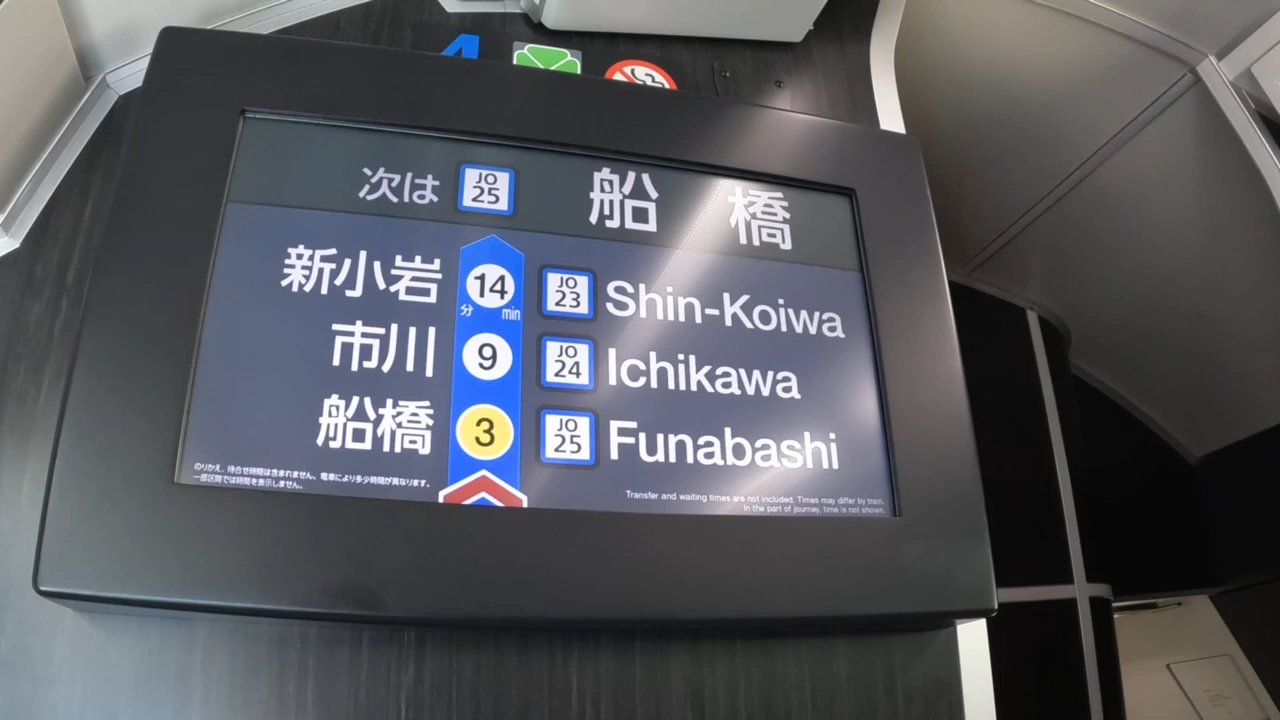 4
次は JO 25 船橋
新小岩 14 分 min JO 23 Shin-Koiwa
市川 9 JO 24 Ichikawa
船橋 3 JO 25 Funabashi
のりかえ、待合せ時間は含まれません。電車により多少時間が異なります。
一部区間では時間を表示しません。
Transfer and waiting times are not included. Times may differ by train.
In the part of journey, time is not shown.